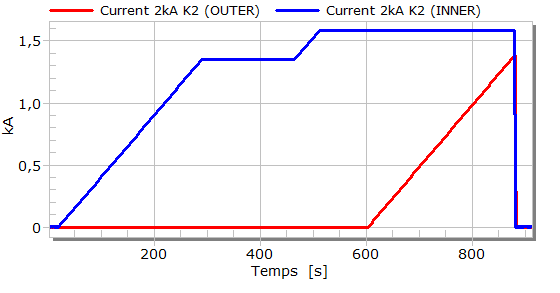 Current 2kA K2 (OUTER) Current 2kA K2 (INNER)
1,5
1,0
0,5
0
kA
200 400 600 800
Temps [s]